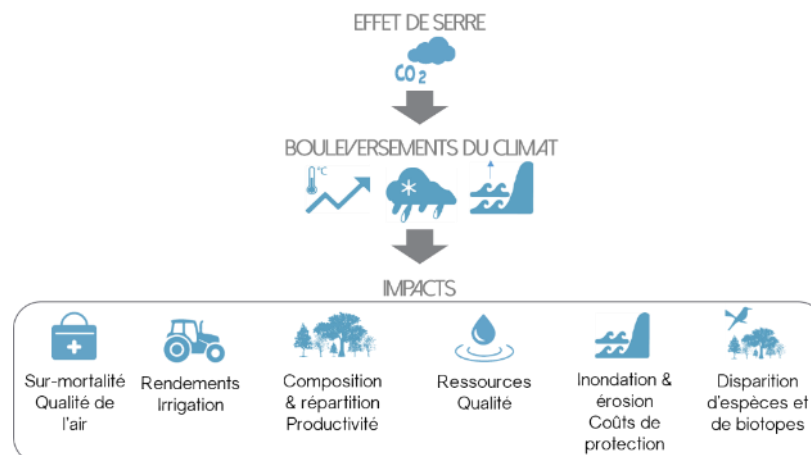 EFFET DE SERRE
CO2
BOULEVERSEMENTS DU CLIMAT
°C
IMPACTS
Sur-mortalité
Qualité de
l'air
Rendements
Irrigation
Composition
& répartition
Productivité
Ressources
Qualité
Inondation &
érosion
Coûts de
protection
Disparition
d'espèces et
de biotopes